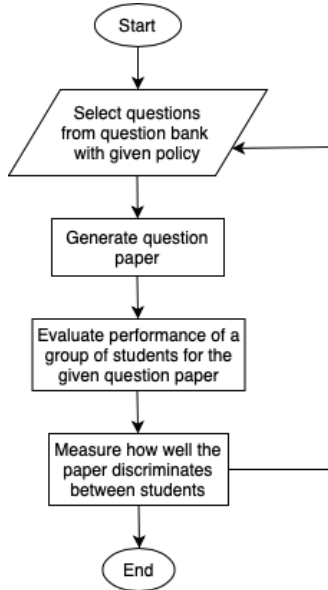 Start
Select questions
from question bank
with given policy
Generate question
paper
Evaluate performance of a
group of students for the
given question paper
Measure how well the
paper discriminates
between students
End